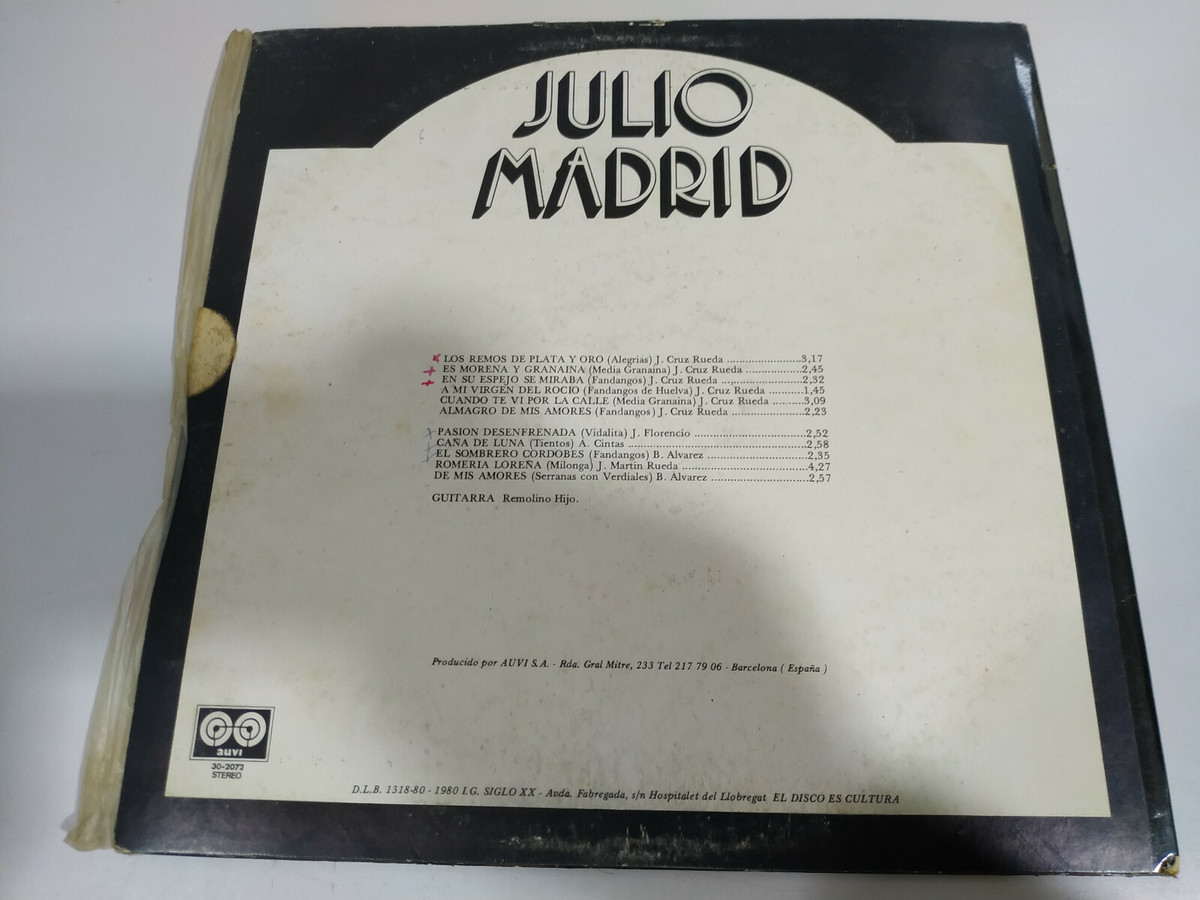 JULIO
MADRID
LOS REMOS DE PLATA Y ORO (Alegrias) J. Cruz Rueda ........................3,17
ES MORENA Y GRANAINA (Media Granaina) J. Cruz Rueda .................2,45
EN SU ESPEJO SE MIRABA (Fandangos) J. Cruz Rueda ........................2,32
A MI VIRGEN DEL ROCIO (Fandangos de Huelva) J. Cruz Rueda ..........1,45
CUANDO TE VI POR LA CALLE (Media Granaina) J. Cruz Rueda .........3,09
ALMAGRO DE MIS AMORES (Fandangos) J. Cruz Rueda .....................2,23
PASION DESENFRENADA (Vidalita) J. Florencio ................................2,52
CAÑA DE LUNA (Tientos) A. Cintas ...................................................2,58
EL SOMBRERO CORDOBES (Fandangos) B. Alvarez .............................2,35
ROMERIA LOREÑA (Milonga) J. Martin Rueda ....................................4,27
DE MIS AMORES (Serranas con Verdiales) B. Alvarez ............................2,57
GUITARRA Remolino Hijo.
Producido por AUVI S.A. - Rda. Gral Mitre, 233 Tel 217 79 06 - Barcelona ( España )
auvi
30-2072
STEREO
D.L.B. 1318-80 - 1980 I.G. SIGLO XX - Avda. Fabregada, s/n Hospitalet del Llobregat EL DISCO ES CULTURA